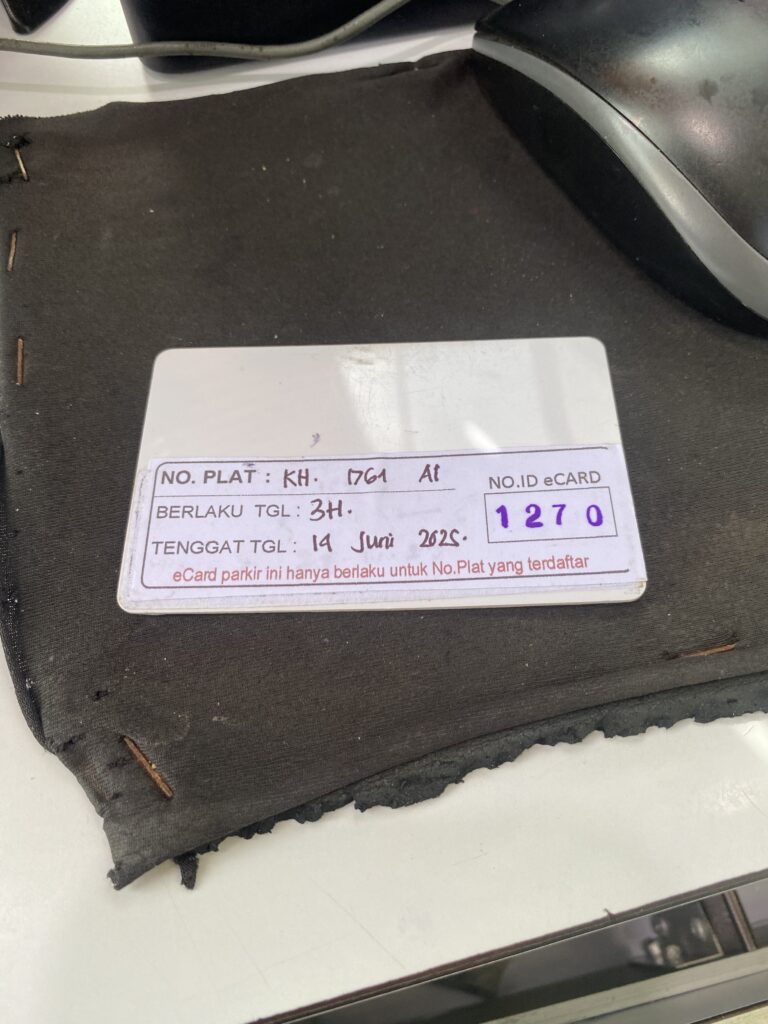 NO. PLAT : KH. 1761 AI
BERLAKU TGL : 3H.
TENGGAT TGL : 14 Juni 2025.
NO.ID eCARD
1270
eCard parkir ini hanya berlaku untuk No.Plat yang terdaftar